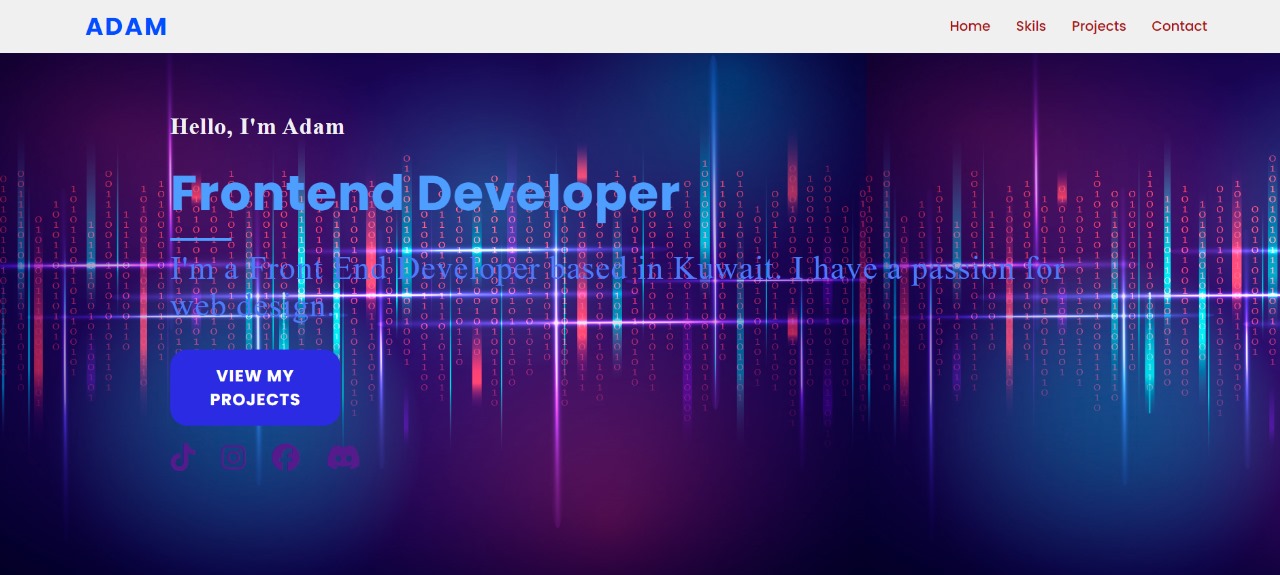 ADAM
Home Skils Projects Contact
Hello, I'm Adam
Frontend Developer
I'm a Front End Developer based in Kuwait. I have a passion for
web design.
VIEW MY
PROJECTS